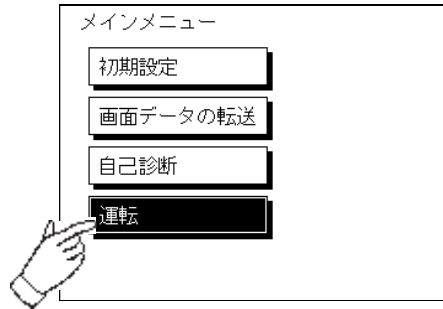 メインメニュー
初期設定
画面データの転送
自己診断
運転